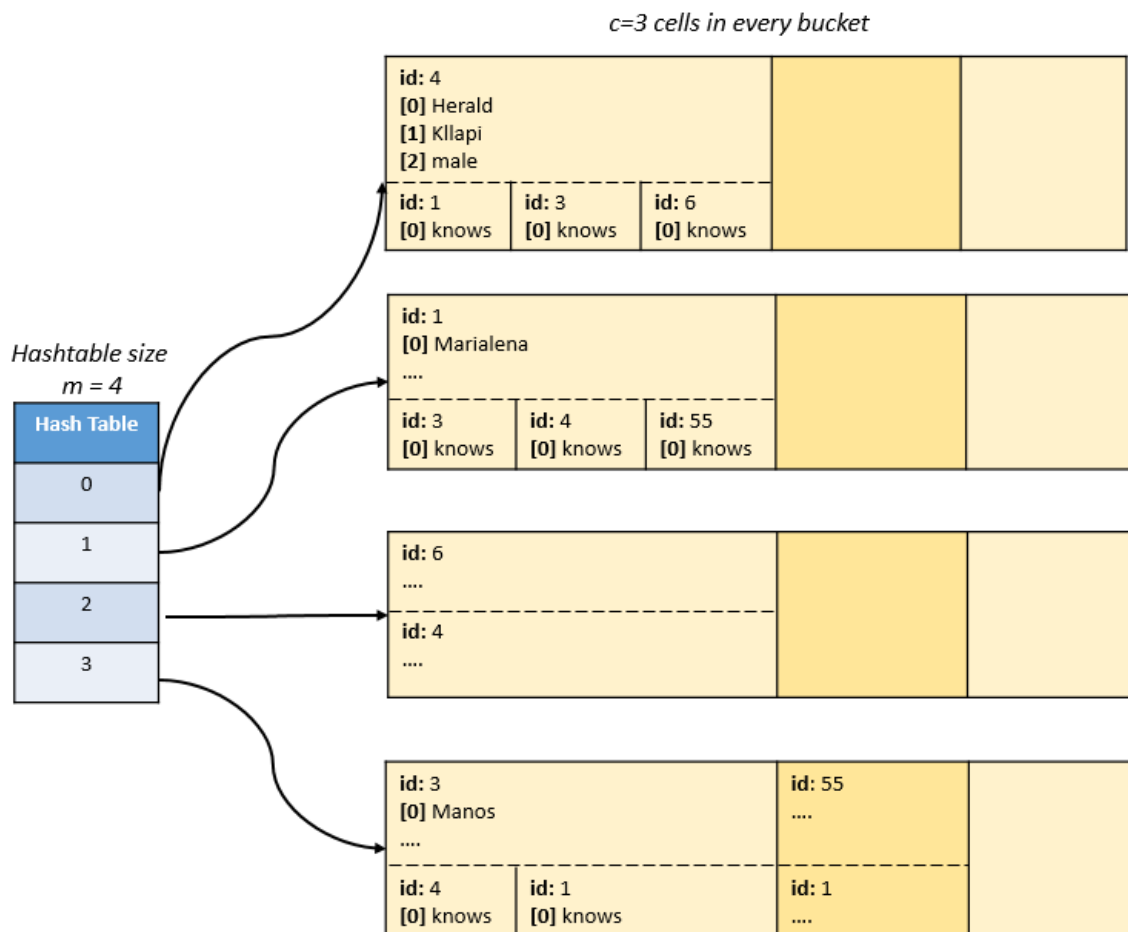 c=3 cells in every bucket
id: 4
[0] Herald
[1] Kllapi
[2] male
id: 1
[0] knows
id: 3
[0] knows
id: 6
[0] knows
id: 1
[0] Marialena
....
id: 3
[0] knows
id: 4
[0] knows
id: 55
[0] knows
Hashtable size
m = 4
Hash Table
0
1
2
3
id: 6
....
id: 4
....
id: 3
[0] Manos
....
id: 4
[0] knows
id: 1
[0] knows
id: 55
....
id: 1
....